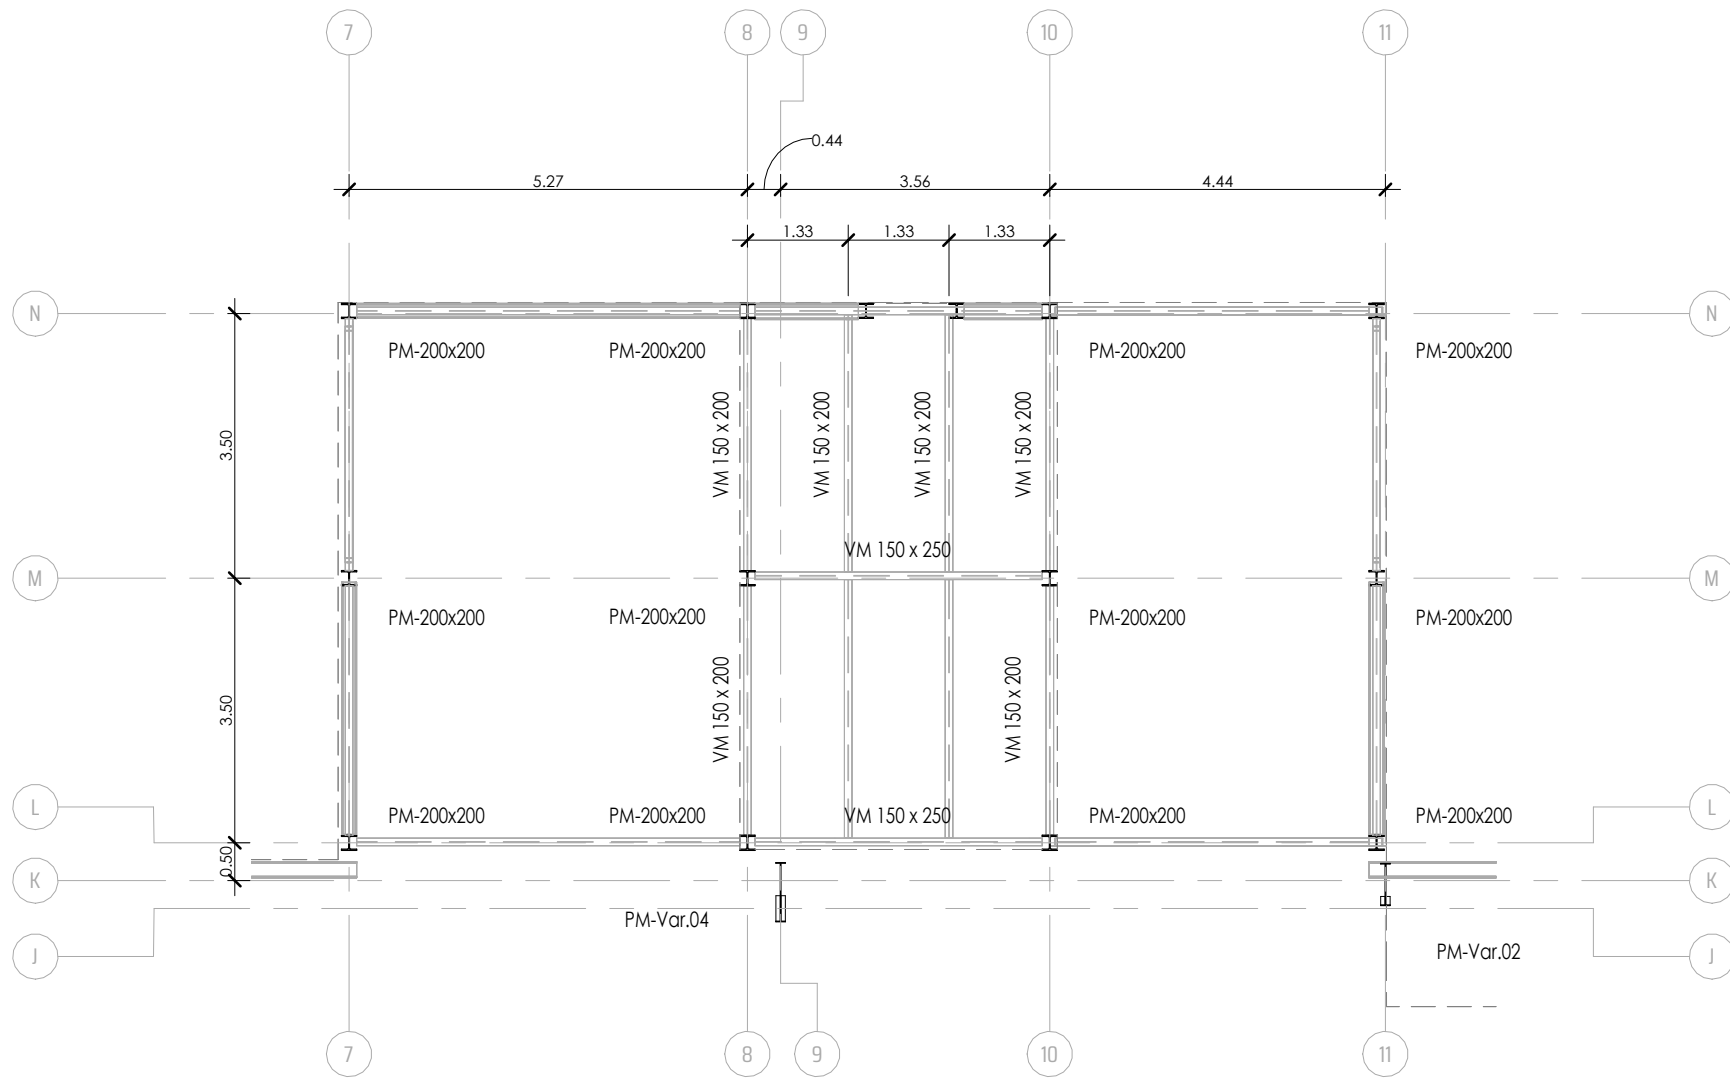 7 8 9 10 11
0.44
5.27 3.56 4.44
1.33 1.33 1.33
N N
PM-200x200 PM-200x200 PM-200x200 PM-200x200
3.50
VM 150 x 200 VM 150 x 200 VM 150 x 200 VM 150 x 200
VM 150 x 250
M M
PM-200x200 PM-200x200 PM-200x200 PM-200x200
3.50
VM 150 x 200 VM 150 x 200
L L
PM-200x200 PM-200x200 VM 150 x 250 PM-200x200 PM-200x200
0.50
K K
PM-Var.04
J J
PM-Var.02
7 8 9 10 11